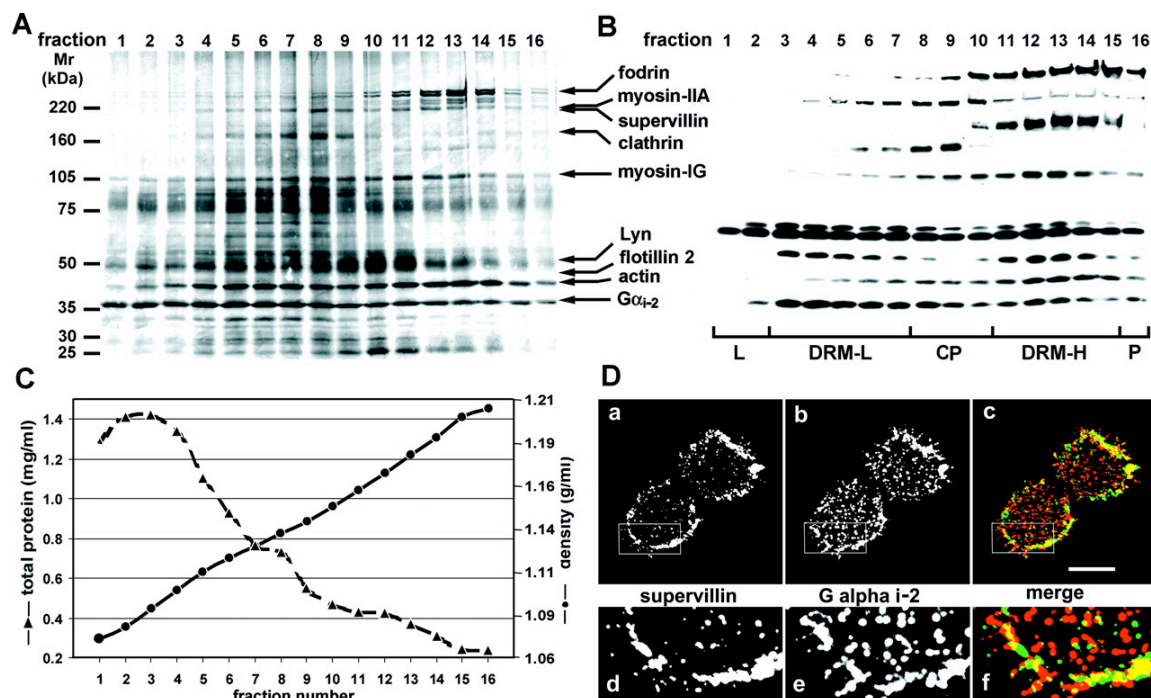 A
fraction 1 2 3 4 5 6 7 8 9 10 11 12 13 14 15 16
Mr
(kDa)
220
160
105
75
50
35
30
25
fodrin
myosin-IIA
supervillin
clathrin
myosin-IG
Lyn
flotillin 2
actin
Gαi-2
B
fraction 1 2 3 4 5 6 7 8 9 10 11 12 13 14 15 16
L DRM-L CP DRM-H P
C
total protein (mg/ml)
1.4
1.2
1.0
0.8
0.6
0.4
0.2
1.21
1.19
1.16
1.14
1.11
1.09
1.06
density (g/ml)
1 2 3 4 5 6 7 8 9 10 11 12 13 14 15 16
fraction number
D
a b c
supervillin G alpha i-2 merge
d e f